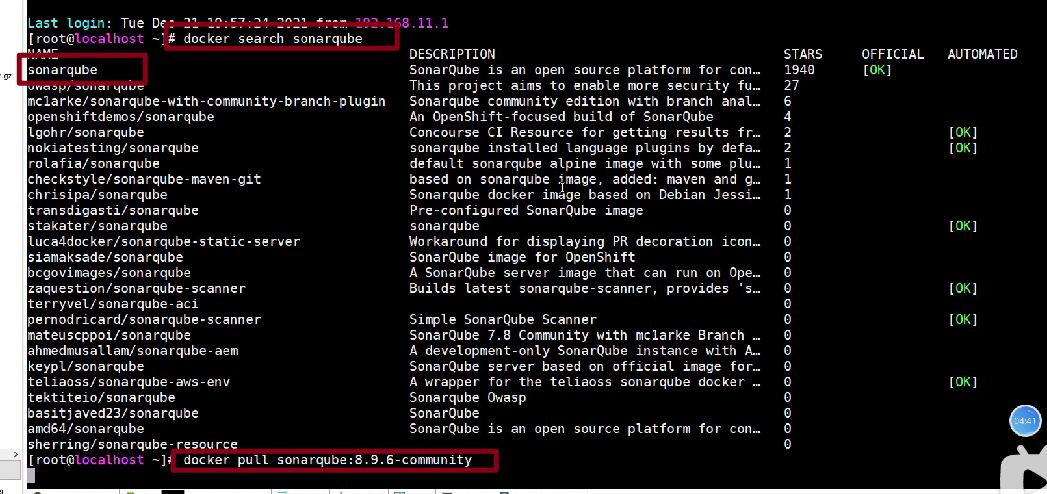 Last login: Tue Dec 21 19:57:24 2021 from 192.168.11.1
[root@localhost ~]# docker search sonarqube
NAME DESCRIPTION STARS OFFICIAL AUTOMATED
sonarqube SonarQube is an open source platform for con… 1940 [OK]
owasp/sonarqube This project aims to enable more security fu… 27
mc1arke/sonarqube-with-community-branch-plugin Sonarqube community edition with branch anal… 6
openshiftdemos/sonarqube An OpenShift-focused build of SonarQube 4
lgohr/sonarqube Concourse CI Resource for getting results fr… 2 [OK]
nokiatesting/sonarqube sonarqube installed language plugins by defa… 2 [OK]
rolafia/sonarqube default sonarqube alpine image with some plu… 1
checkstyle/sonarqube-maven-git based on sonarqube image, added: maven and g… 1
chrisipa/sonarqube Sonarqube docker image based on Debian Jessi… 1
transdigasti/sonarqube Pre-configured SonarQube image 0
stakater/sonarqube sonarqube 0 [OK]
luca4docker/sonarqube-static-server Workaround for displaying PR decoration icon… 0
siamaksade/sonarqube SonarQube image for OpenShift 0
bcgovimages/sonarqube A SonarQube server image that can run on Ope… 0
zaquestion/sonarqube-scanner Builds latest sonarqube-scanner, provides 's… 0 [OK]
terryvel/sonarqube-aci 0
pernodricard/sonarqube-scanner Simple SonarQube Scanner 0 [OK]
mateuscppoi/sonarqube SonarQube 7.8 Community with mc1arke Branch … 0
ahmedmusallam/sonarqube-aem A development-only SonarQube instance with A… 0
keypl/sonarqube SonarQube server based on official image for… 0
teliaoss/sonarqube-aws-env A wrapper for the teliaoss sonarqube docker … 0 [OK]
tektiteio/sonarqube Sonarqube Owasp 0
basitjaved23/sonarqube SonarQube 0
amd64/sonarqube SonarQube is an open source platform for con… 0
sherring/sonarqube-resource 0
[root@localhost ~]# docker pull sonarqube:8.9.6-community
gz
04:41